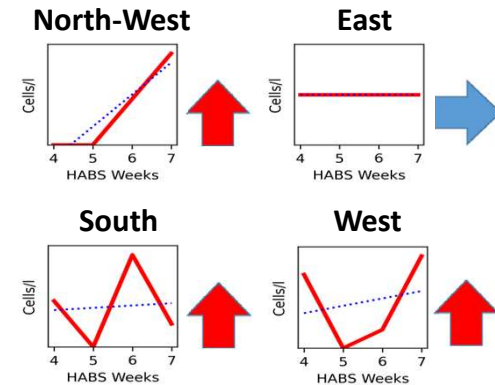 North-West
Cells/l
4 5 6 7
HABS Weeks
East
Cells/l
4 5 6 7
HABS Weeks
South
Cells/l
4 5 6 7
HABS Weeks
West
Cells/l
4 5 6 7
HABS Weeks